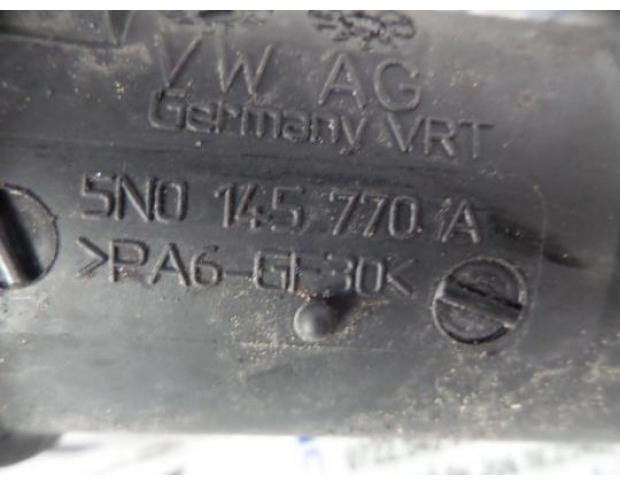 VW AG
Germany VRT
5N0 145 770 A
>PA6-GF30<